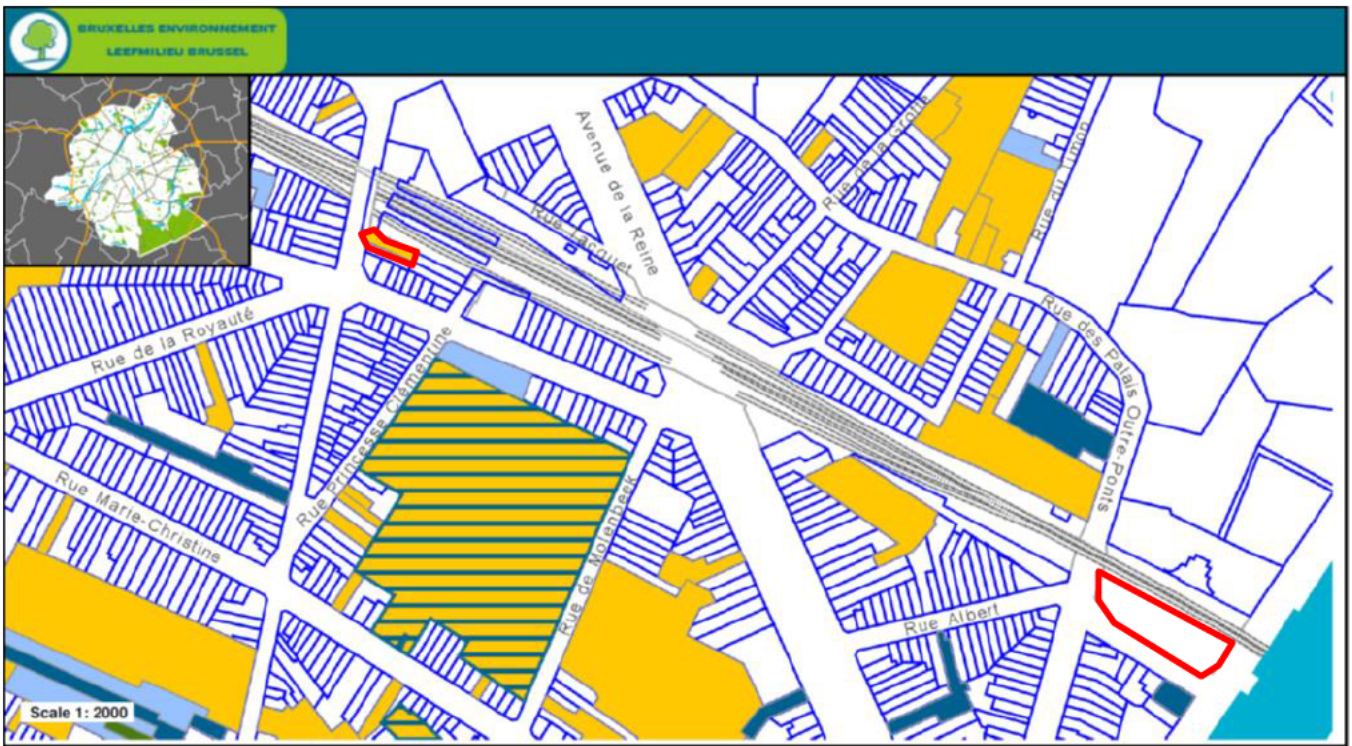 BRUXELLES ENVIRONNEMENT
LEEFMILIEU BRUSSEL
Avenue de la Reine
Rue de la Grotte
Rue du Timon
Rue Jacquet
Rue de la Royauté
Rue des Palais Outre-Ponts
Rue Princesse Clémentine
Rue Marie-Christine
Rue de Molenbeek
Rue Albert
Scale 1: 2000